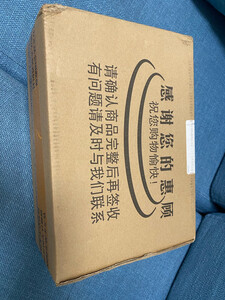 感谢您的惠顾
祝您购物愉快！
请确认商品完整后再签收
有问题请及时与我们联系